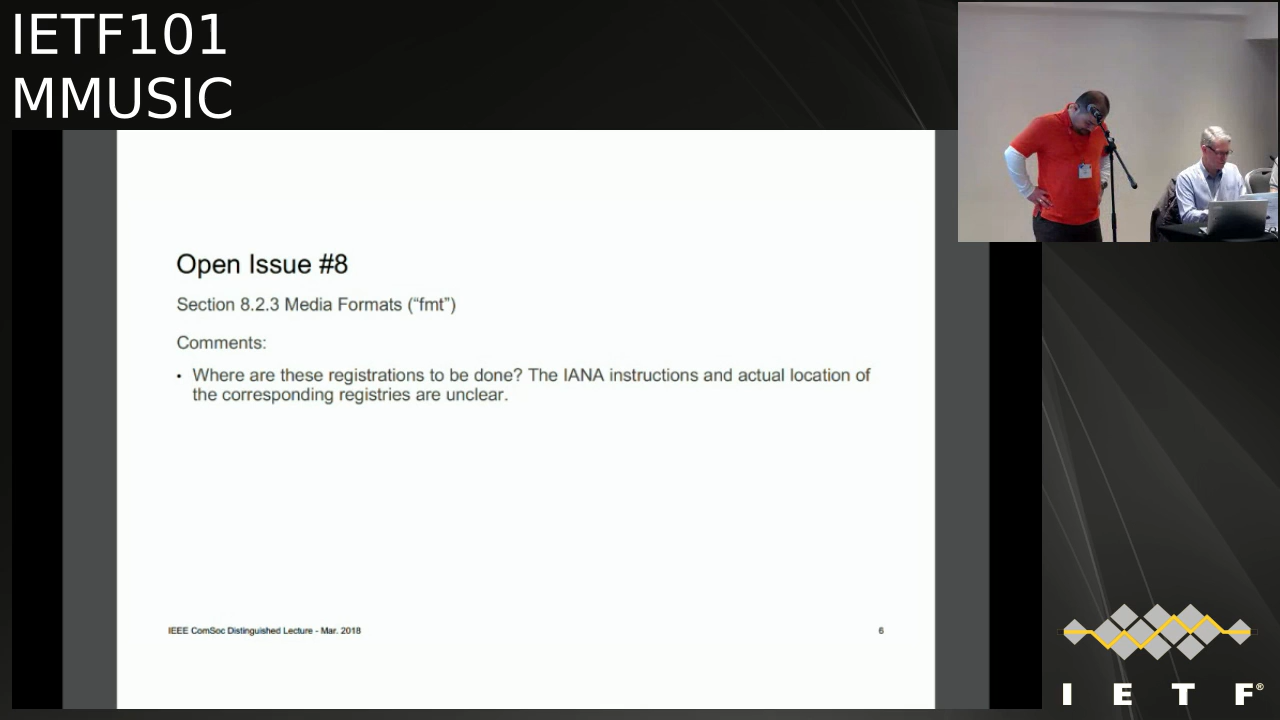 IETF101
MMUSIC
Open Issue #8
Section 8.2.3 Media Formats (“fmt”)
Comments:
• Where are these registrations to be done? The IANA instructions and actual location of
the corresponding registries are unclear.
IEEE ComSoc Distinguished Lecture - Mar. 2018
6
I E T F®